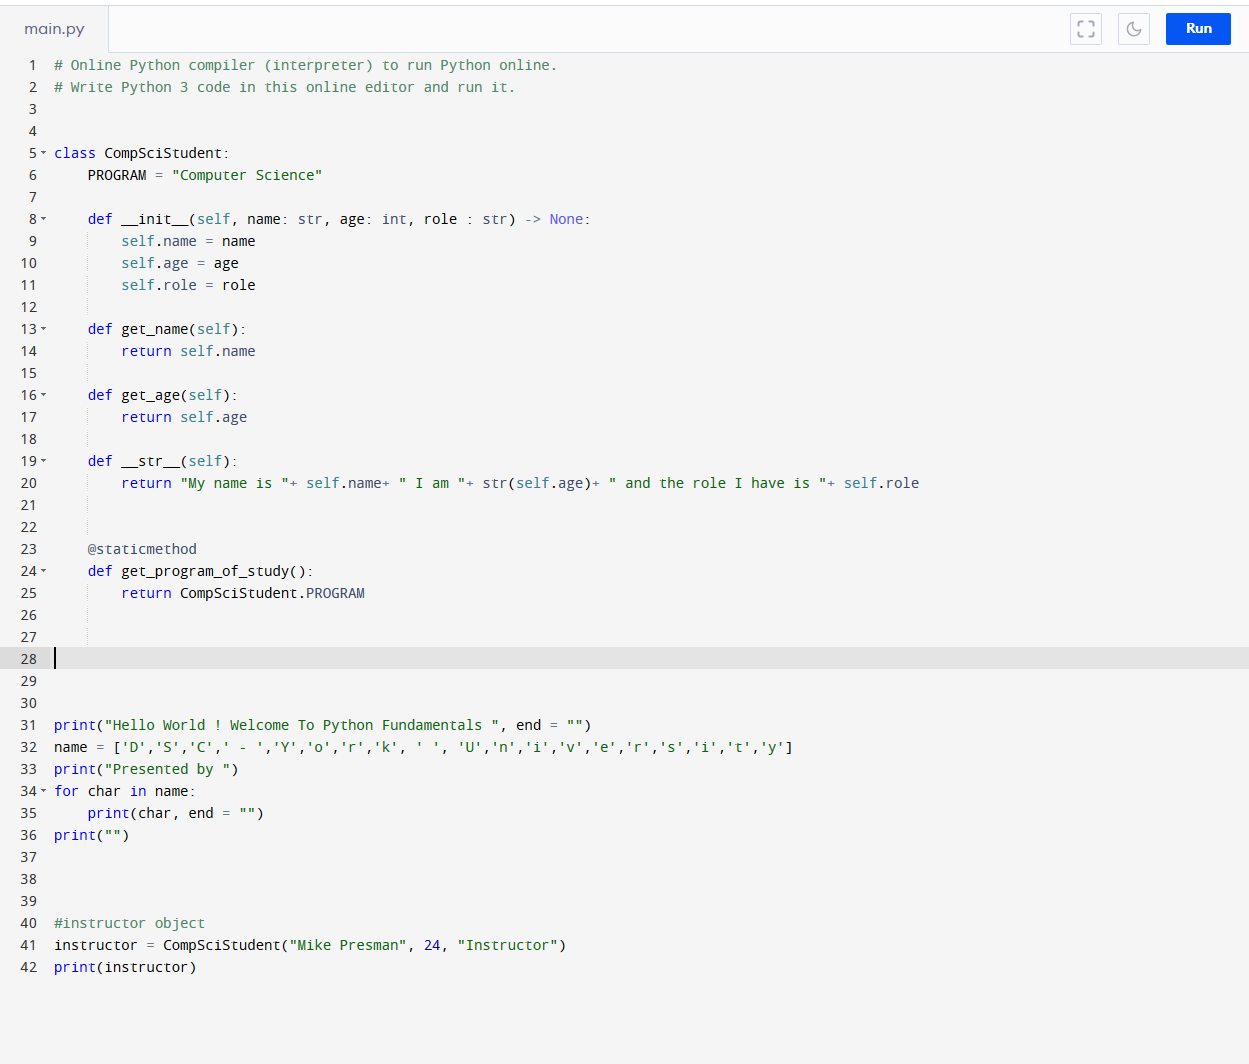 main.py
Run
1 # Online Python compiler (interpreter) to run Python online.
2 # Write Python 3 code in this online editor and run it.
3
4
5 class CompSciStudent:
6     PROGRAM = "Computer Science"
7
8     def __init__(self, name: str, age: int, role : str) -> None:
9         self.name = name
10         self.age = age
11         self.role = role
12
13     def get_name(self):
14         return self.name
15
16     def get_age(self):
17         return self.age
18
19     def __str__(self):
20         return "My name is "+ self.name+ " I am "+ str(self.age)+ " and the role I have is "+ self.role
21
22
23     @staticmethod
24     def get_program_of_study():
25         return CompSciStudent.PROGRAM
26
27
28
29
30
31 print("Hello World ! Welcome To Python Fundamentals ", end = "")
32 name = ['D','S','C',' - ','Y','o','r','k', ' ', 'U','n','i','v','e','r','s','i','t','y']
33 print("Presented by ")
34 for char in name:
35     print(char, end = "")
36 print("")
37
38
39
40 #instructor object
41 instructor = CompSciStudent("Mike Presman", 24, "Instructor")
42 print(instructor)